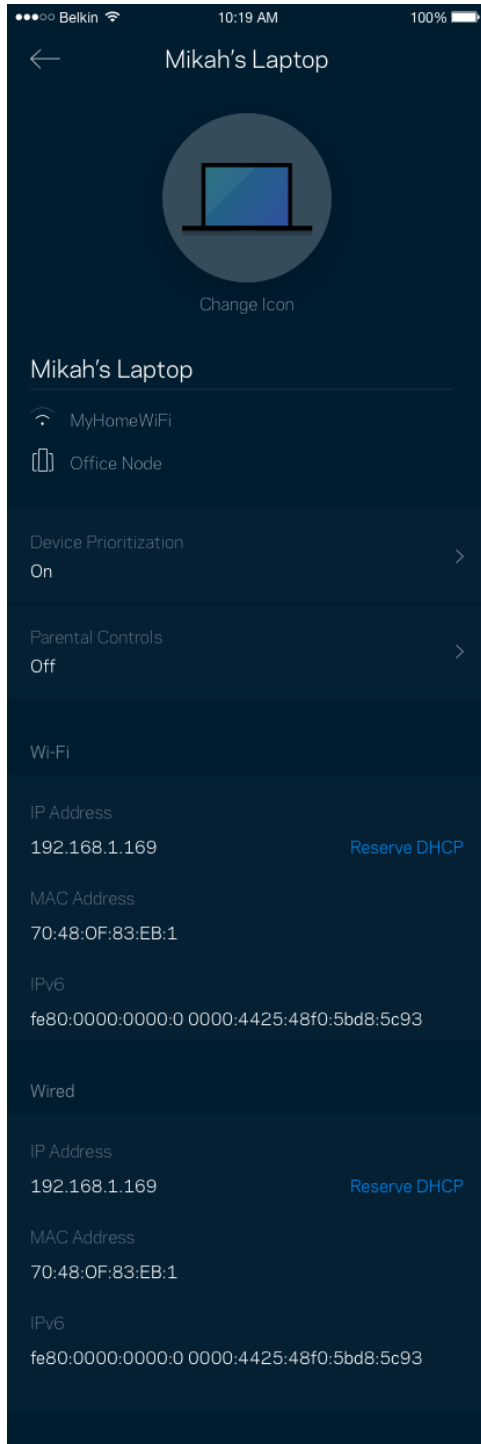 Belkin 10:19 AM 100%
Mikah's Laptop
Change Icon
Mikah's Laptop
MyHomeWiFi
Office Node
Device Prioritization
On
Parental Controls
Off
Wi-Fi
IP Address
192.168.1.169 Reserve DHCP
MAC Address
70:48:0F:83:EB:1
IPv6
fe80:0000:0000:0 0000:4425:48f0:5bd8:5c93
Wired
IP Address
192.168.1.169 Reserve DHCP
MAC Address
70:48:0F:83:EB:1
IPv6
fe80:0000:0000:0 0000:4425:48f0:5bd8:5c93